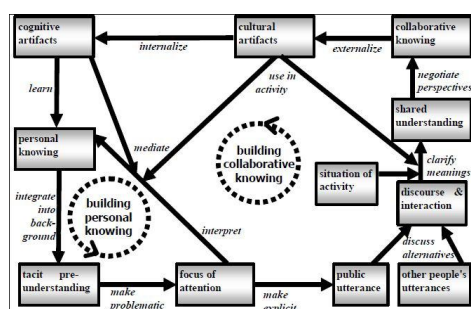 cognitive
artifacts
internalize
cultural
artifacts
externalize
collaborative
knowing
learn
use in
activity
negotiate
perspectives
shared
understanding
personal
knowing
mediate
building
collaborative
knowing
situation of
activity
clarify
meanings
integrate
into
back-
ground
building
personal
knowing
interpret
discourse &
interaction
discuss
alternatives
tacit pre-
understanding
make
problematic
focus of
attention
make
explicit
public
utterance
other people's
utterances